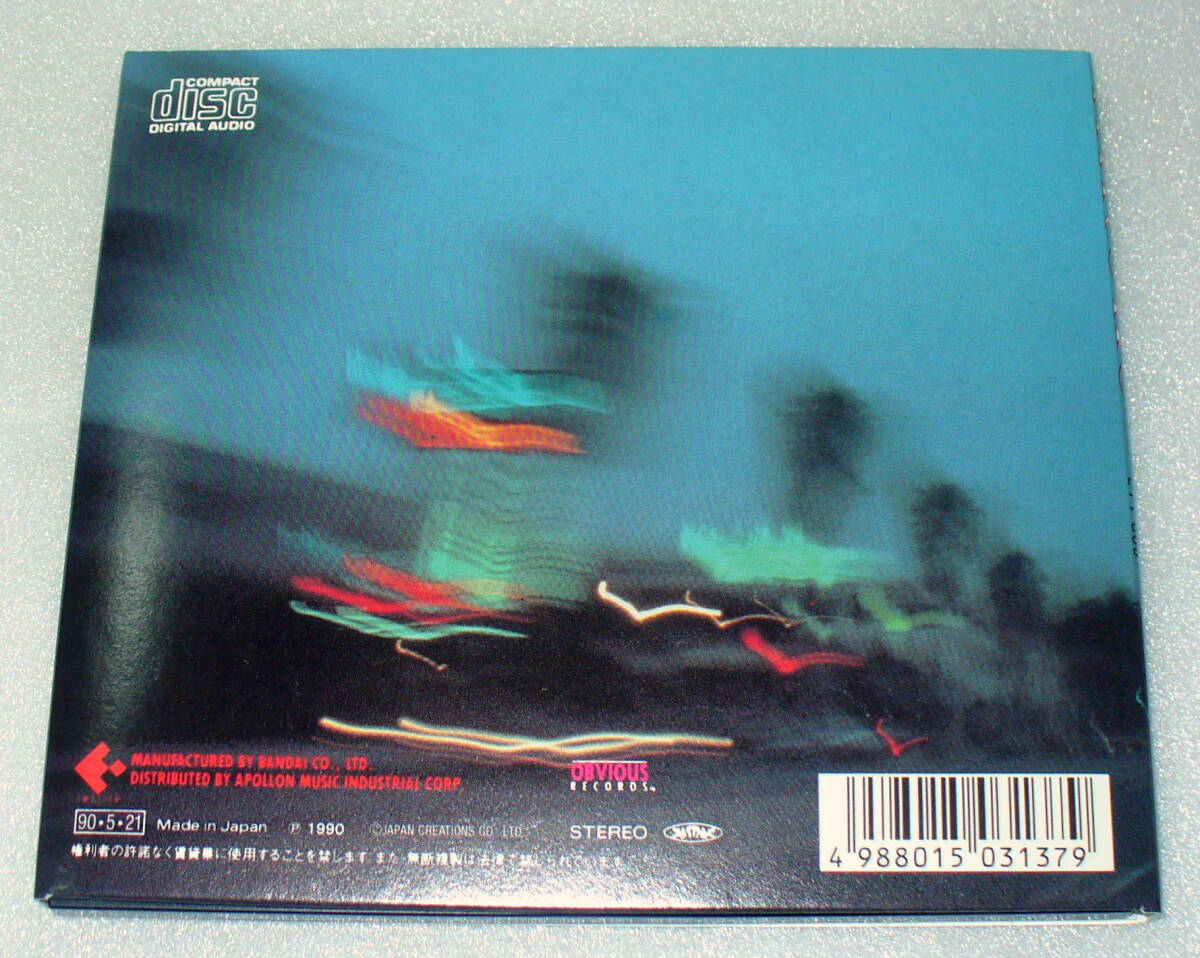 COMPACT
disc
DIGITAL AUDIO
MANUFACTURED BY BANDAI CO., LTD.
DISTRIBUTED BY APOLLON MUSIC INDUSTRIAL CORP.
OBVIOUS
RECORDS
90•5•21 Made in Japan Ⓟ 1990 ©JAPAN CREATIONS CO. LTD. STEREO
権利者の許諾なく賃貸業に使用することを禁じます また、無断複製は法律で禁じられています
4 988015 031379